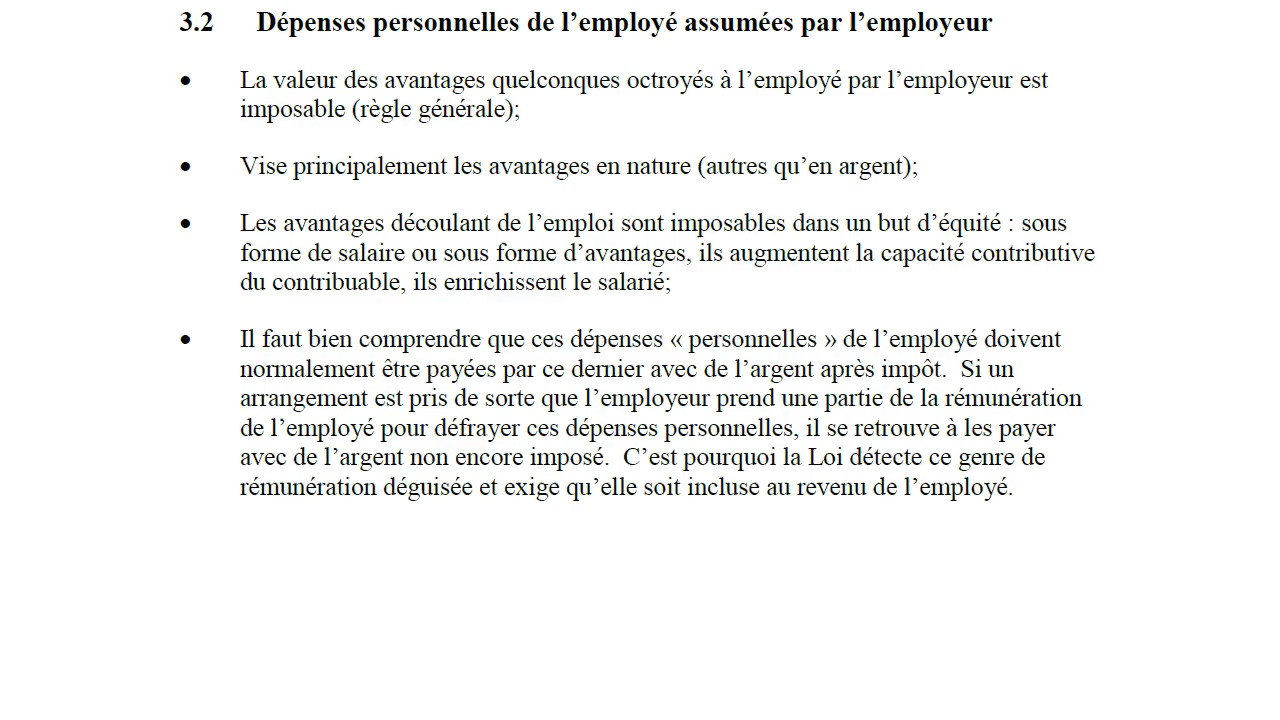 3.2 Dépenses personnelles de l’employé assumées par l’employeur
• La valeur des avantages quelconques octroyés à l’employé par l’employeur est
imposable (règle générale);
• Vise principalement les avantages en nature (autres qu’en argent);
• Les avantages découlant de l’emploi sont imposables dans un but d’équité : sous
forme de salaire ou sous forme d’avantages, ils augmentent la capacité contributive
du contribuable, ils enrichissent le salarié;
• Il faut bien comprendre que ces dépenses « personnelles » de l’employé doivent
normalement être payées par ce dernier avec de l’argent après impôt.  Si un
arrangement est pris de sorte que l’employeur prend une partie de la rémunération
de l’employé pour défrayer ces dépenses personnelles, il se retrouve à les payer
avec de l’argent non encore imposé.  C’est pourquoi la Loi détecte ce genre de
rémunération déguisée et exige qu’elle soit incluse au revenu de l’employé.